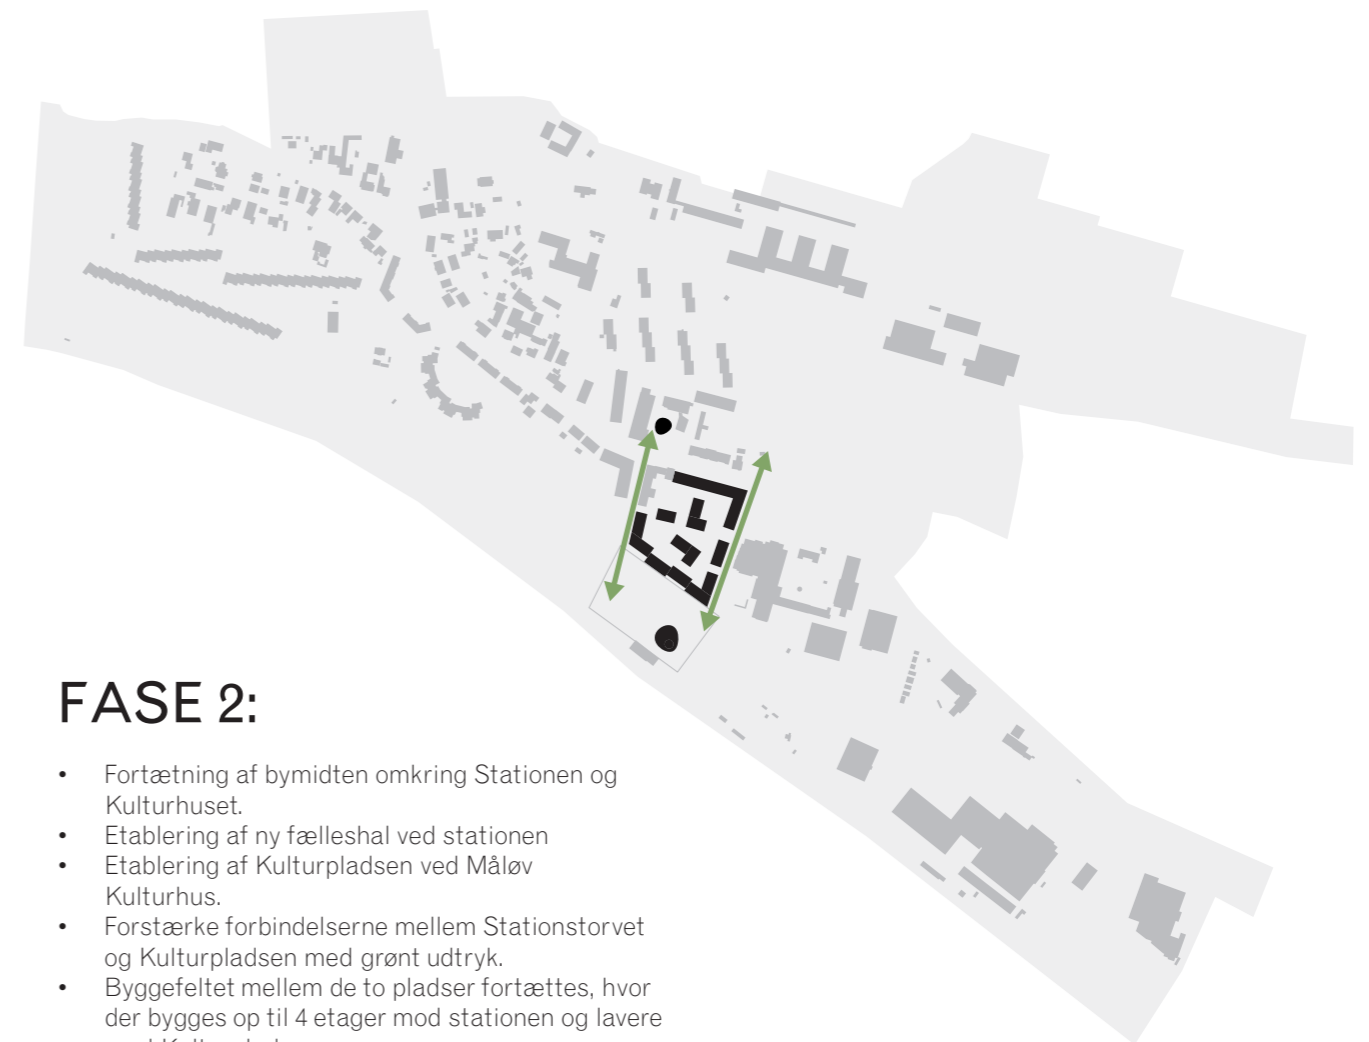 FASE 2:
• Fortætning af bymidten omkring Stationen og
Kulturhuset.
• Etablering af ny fælleshal ved stationen
• Etablering af Kulturpladsen ved Måløv
Kulturhus.
• Forstærke forbindelserne mellem Stationstorvet
og Kulturpladsen med grønt udtryk.
• Byggefeltet mellem de to pladser fortættes, hvor
der bygges op til 4 etager mod stationen og lavere